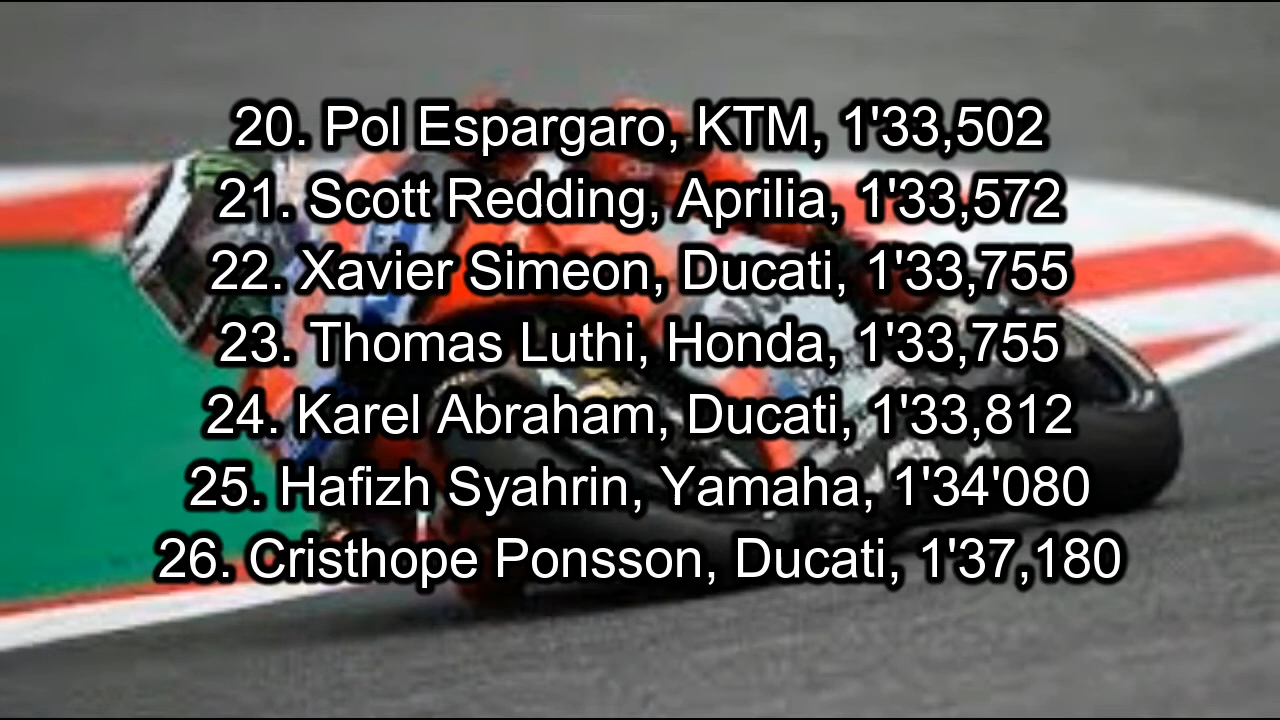 20. Pol Espargaro, KTM, 1'33,502
21. Scott Redding, Aprilia, 1'33,572
22. Xavier Simeon, Ducati, 1'33,755
23. Thomas Luthi, Honda, 1'33,755
24. Karel Abraham, Ducati, 1'33,812
25. Hafizh Syahrin, Yamaha, 1'34'080
26. Cristhope Ponsson, Ducati, 1'37,180